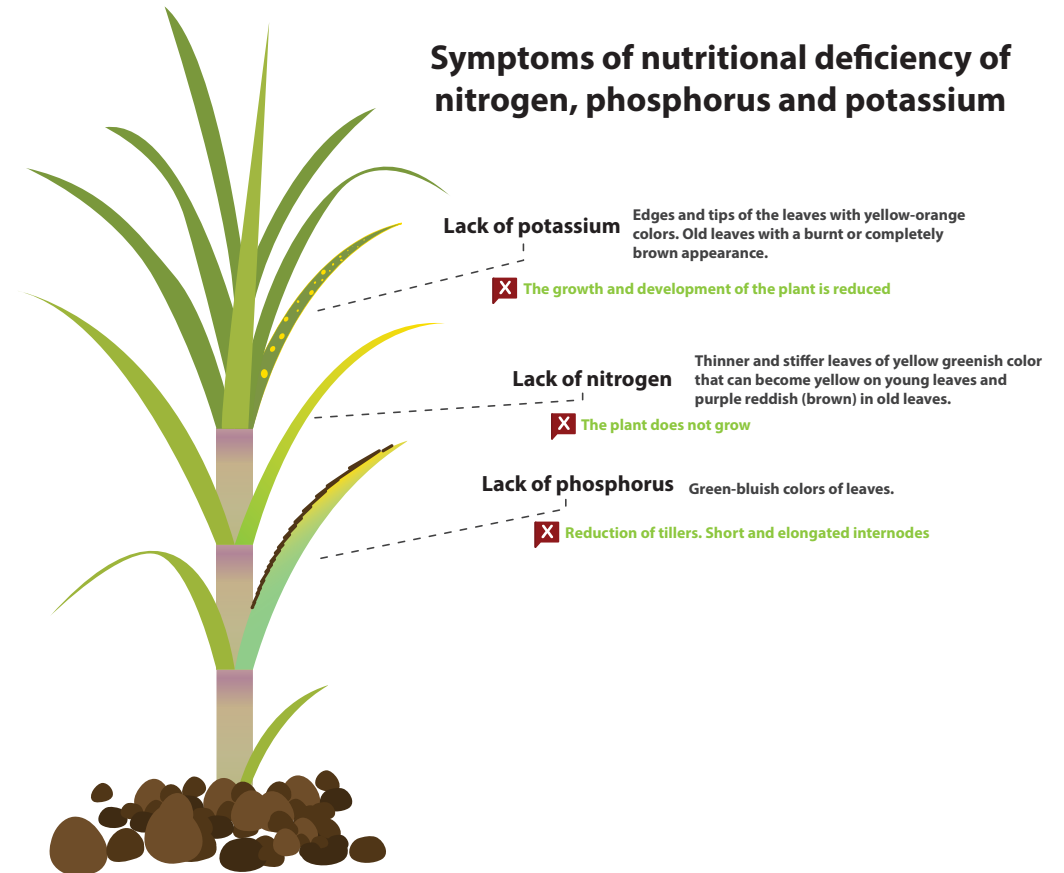 Symptoms of nutritional deficiency of
nitrogen, phosphorus and potassium
Lack of potassium
Edges and tips of the leaves with yellow-orange
colors. Old leaves with a burnt or completely
brown appearance.
X The growth and development of the plant is reduced
Lack of nitrogen
Thinner and stiffer leaves of yellow greenish color
that can become yellow on young leaves and
purple reddish (brown) in old leaves.
X The plant does not grow
Lack of phosphorus
Green-bluish colors of leaves.
X Reduction of tillers. Short and elongated internodes